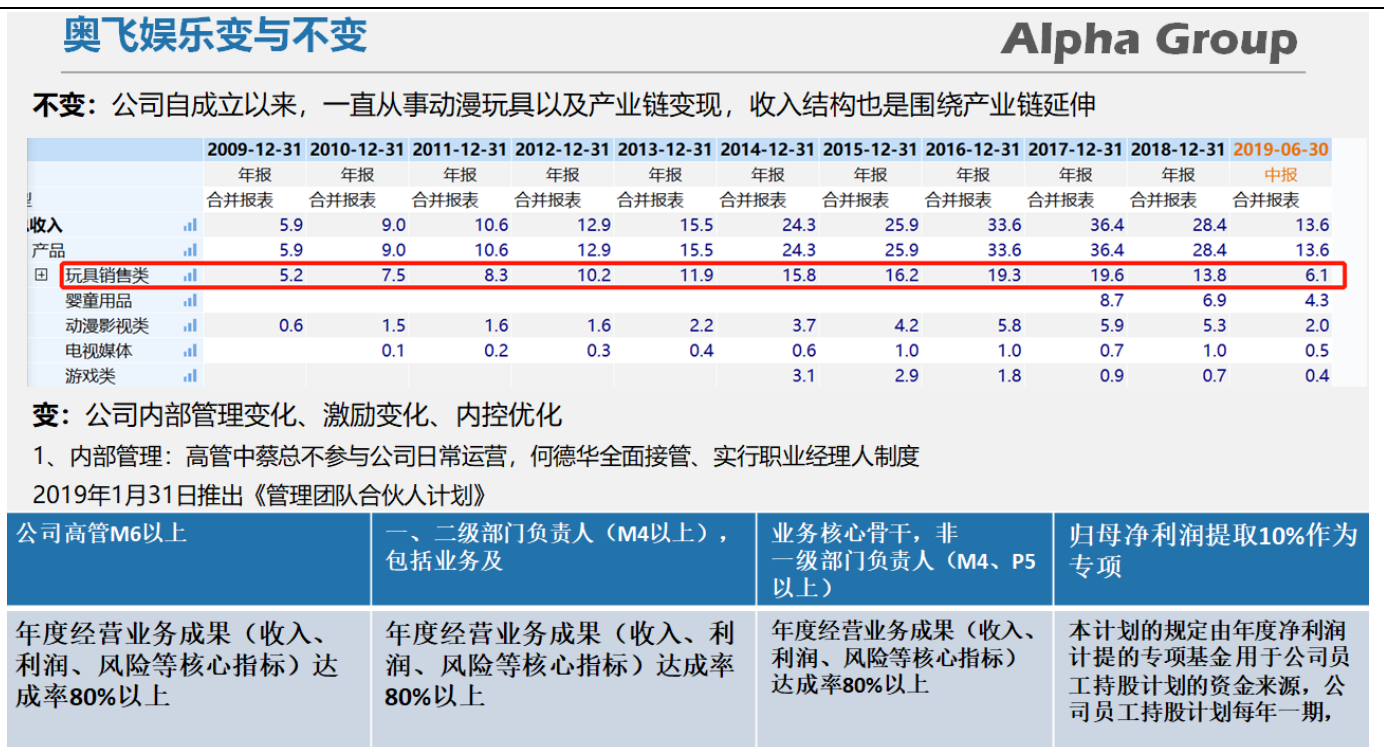 奥飞娱乐变与不变
Alpha Group
不变：公司自成立以来，一直从事动漫玩具以及产业链变现，收入结构也是围绕产业链延伸
2009-12-31 2010-12-31 2011-12-31 2012-12-31 2013-12-31 2014-12-31 2015-12-31 2016-12-31 2017-12-31 2018-12-31 2019-06-30
年报 年报 年报 年报 年报 年报 年报 年报 年报 年报 中报
合并报表 合并报表 合并报表 合并报表 合并报表 合并报表 合并报表 合并报表 合并报表 合并报表 合并报表
收入 5.9 9.0 10.6 12.9 15.5 24.3 25.9 33.6 36.4 28.4 13.6
产品 5.9 9.0 10.6 12.9 15.5 24.3 25.9 33.6 36.4 28.4 13.6
玩具销售类 5.2 7.5 8.3 10.2 11.9 15.8 16.2 19.3 19.6 13.8 6.1
婴童用品 8.7 6.9 4.3
动漫影视类 0.6 1.5 1.6 1.6 2.2 3.7 4.2 5.8 5.9 5.3 2.0
电视媒体 0.1 0.2 0.3 0.4 0.6 1.0 1.0 0.7 1.0 0.5
游戏类 3.1 2.9 1.8 0.9 0.7 0.4
变：公司内部管理变化、激励变化、内控优化
1、内部管理：高管中蔡总不参与公司日常运营，何德华全面接管、实行职业经理人制度
2019年1月31日推出《管理团队合伙人计划》
公司高管M6以上
一、二级部门负责人（M4以上），
包括业务及
业务核心骨干，非
一级部门负责人（M4、P5
以上）
归母净利润提取10%作为
专项
年度经营业务成果（收入、
利润、风险等核心指标）达
成率80%以上
年度经营业务成果（收入、利
润、风险等核心指标）达成率
80%以上
年度经营业务成果（收入、
利润、风险等核心指标）
达成率80%以上
本计划的规定由年度净利润
计提的专项基金用于公司员
工持股计划的资金来源，公
司员工持股计划每年一期，